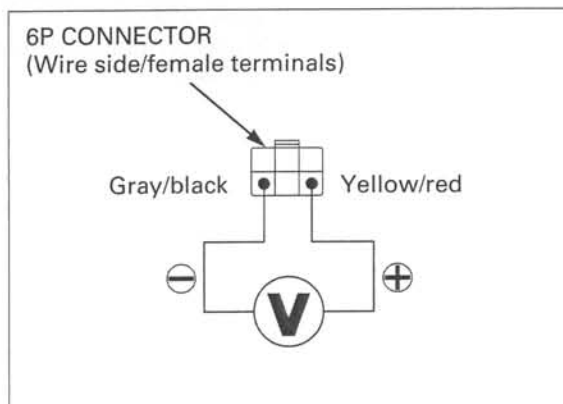 6P CONNECTOR
(Wire side/female terminals)
Gray/black
Yellow/red
−
+
V